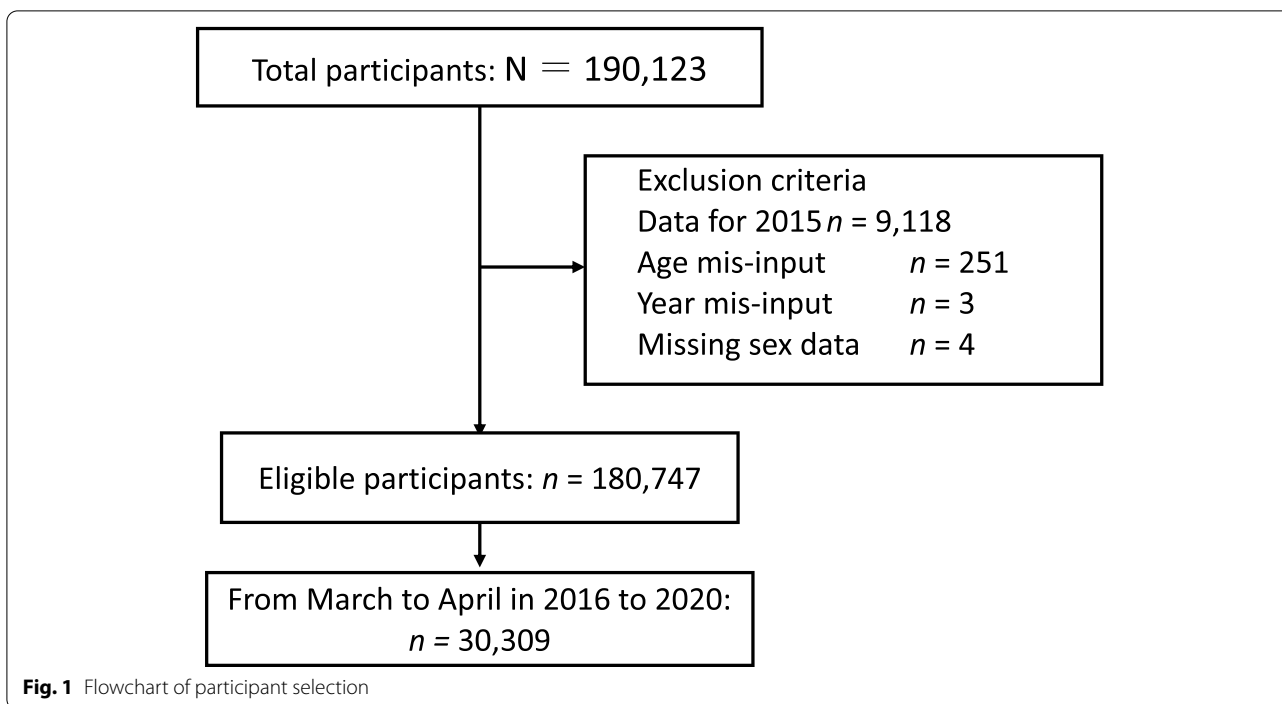 Total participants: N = 190,123
Exclusion criteria
Data for 2015 n = 9,118
Age mis-input n = 251
Year mis-input n = 3
Missing sex data n = 4
Eligible participants: n = 180,747
From March to April in 2016 to 2020:
n = 30,309
Fig. 1 Flowchart of participant selection